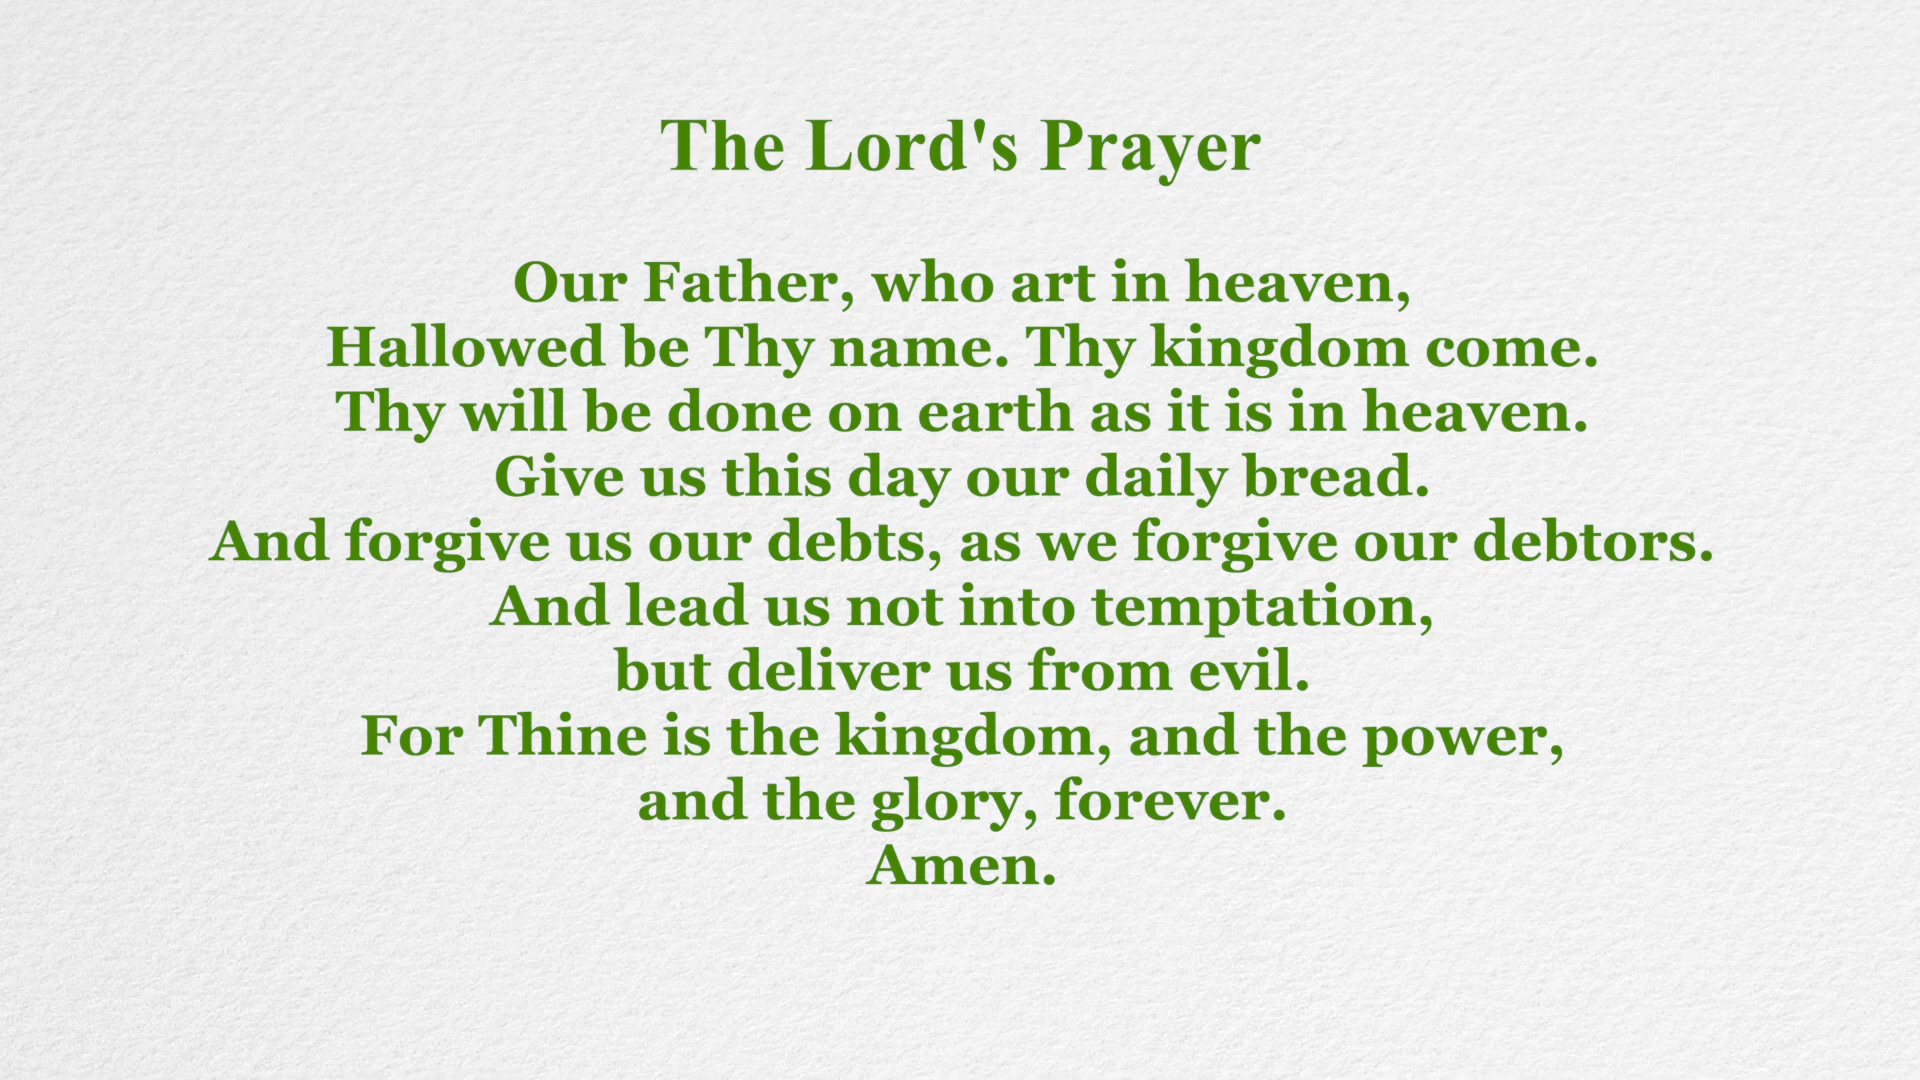 The Lord's Prayer
Our Father, who art in heaven,
Hallowed be Thy name. Thy kingdom come.
Thy will be done on earth as it is in heaven.
Give us this day our daily bread.
And forgive us our debts, as we forgive our debtors.
And lead us not into temptation,
but deliver us from evil.
For Thine is the kingdom, and the power,
and the glory, forever.
Amen.